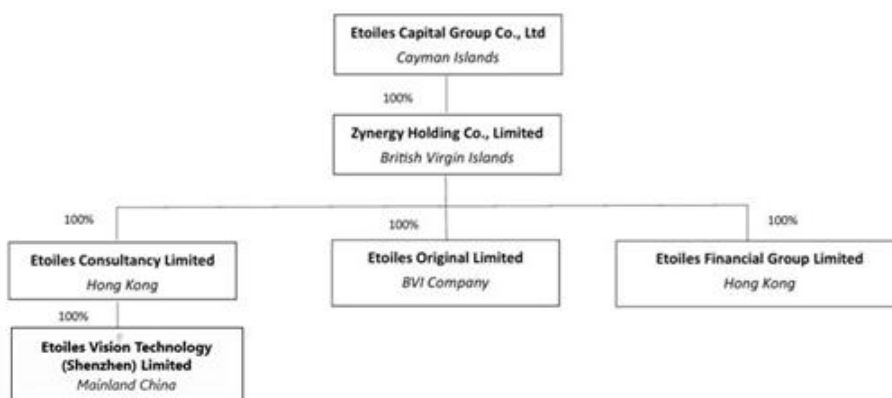 Etoiles Capital Group Co., Ltd
Cayman Islands
100%
Zynergy Holding Co., Limited
British Virgin Islands
100%
100%
100%
Etoiles Consultancy Limited
Hong Kong
Etoiles Original Limited
BVI Company
Etoiles Financial Group Limited
Hong Kong
100%
Etoiles Vision Technology
(Shenzhen) Limited
Mainland China